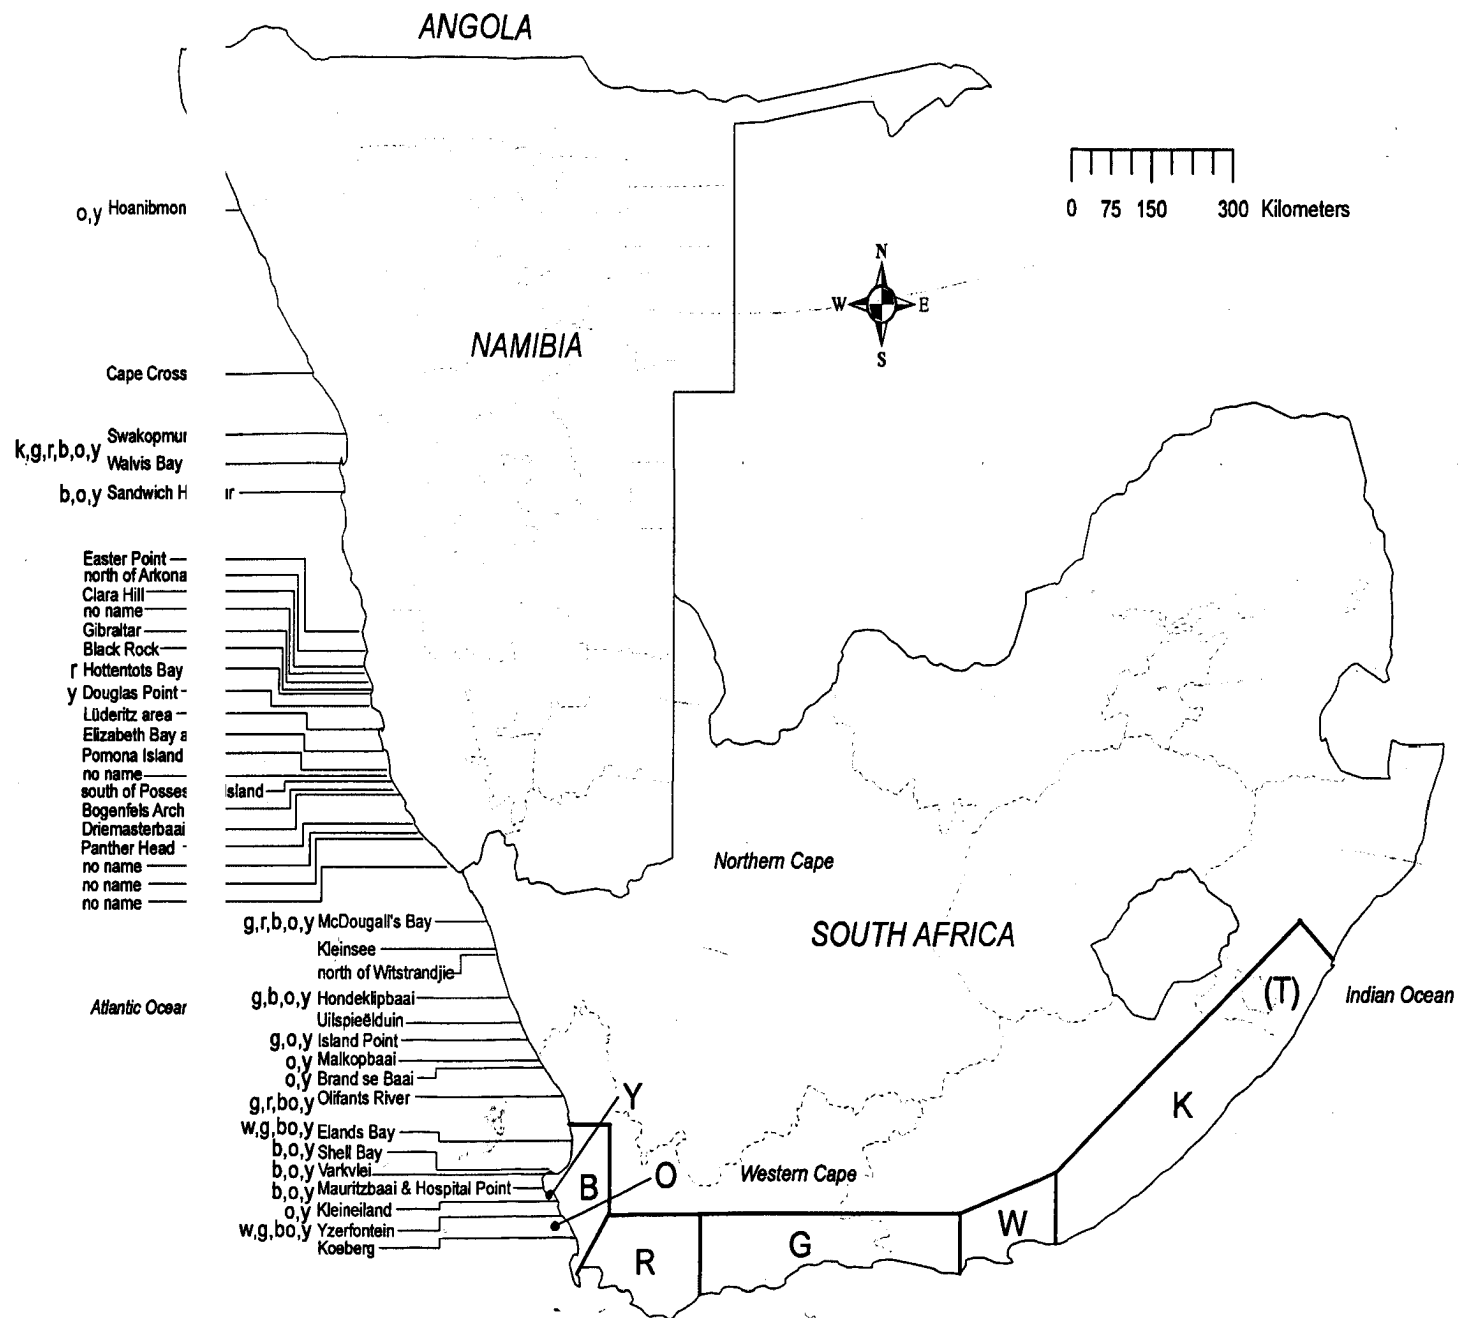 ANGOLA
0 75 150 300 Kilometers
N
W E
S
o,y Hoanibmon
NAMIBIA
Cape Cross
Swakopmur
k,g,r,b,o,y
Walvis Bay
b,o,y Sandwich H ur
Easter Point
north of Arkona
Clara Hill
no name
Gibraltar
Black Rock
r Hottentots Bay
y Douglas Point
Lüderitz area
Elizabeth Bay a
Pomona Island
no name
south of Posses Island
Bogenfels Arch
Driemasterbaai
Panther Head
no name
no name
no name
Northern Cape
g,r,b,o,y McDougall's Bay
SOUTH AFRICA
Kleinsee
north of Witstrandjie
g,b,o,y Hondeklipbaai
Atlantic Ocear
(T) Indian Ocean
Uilspieëlduin
g,o,y Island Point
o,y Malkopbaai
o,y Brand se Baai
g,r,bo,y Olifants River
Y
K
w,g,bo,y Elands Bay
b,o,y Shell Bay
b,o,y Varkvlei
b,o,y Mauritzbaai & Hospital Point
B
O
Western Cape
o,y Kleineiland
w,g,bo,y Yzerfontein
Koeberg
R
G
W